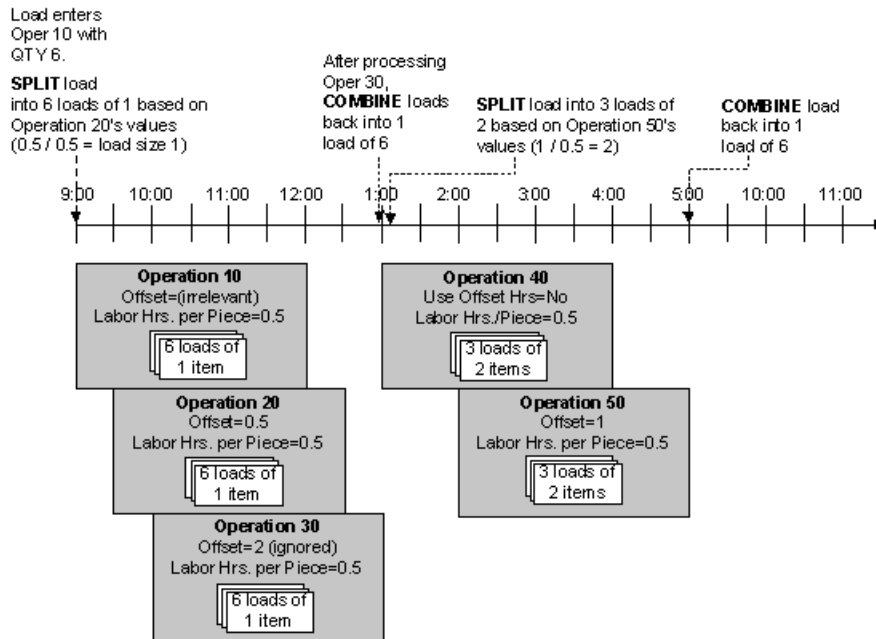 Load enters
Oper 10 with
QTY 6.
SPLIT load
into 6 loads of 1 based on
Operation 20's values
(0.5 / 0.5 = load size 1)
After processing
Oper 30,
COMBINE loads
back into 1
load of 6
SPLIT load into 3 loads of
2 based on Operation 50's
values (1 / 0.5 = 2)
COMBINE load
back into 1
load of 6
9:00 10:00 11:00 12:00 1:00 2:00 3:00 5:00 10:00 11:00
Operation 10
Offset=(irrelevant)
Labor Hrs. per Piece=0.5
6 loads of
1 item
Operation 40
Use Offset Hrs=No
Labor Hrs./Piece=0.5
3 loads of
2 items
Operation 20
Offset=0.5
Labor Hrs. per Piece=0.5
6 loads of
1 item
Operation 50
Offset=1
Labor Hrs. per Piece=0.5
3 loads of
2 items
Operation 30
Offset=2 (ignored)
Labor Hrs. per Piece=0.5
6 loads of
1 item